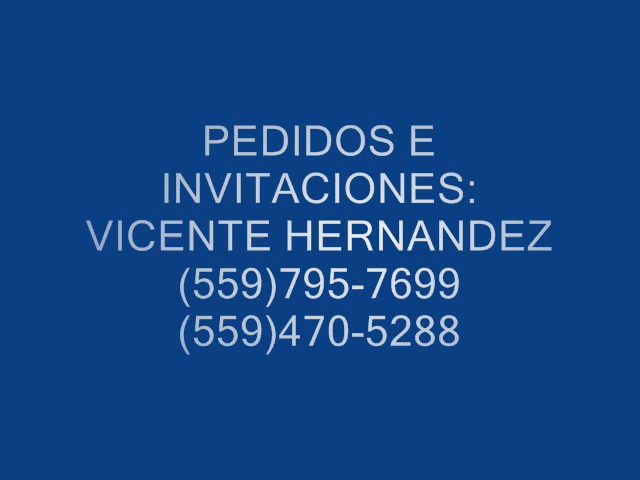 PEDIDOS E
INVITACIONES:
VICENTE HERNANDEZ
(559)795-7699
(559)470-5288